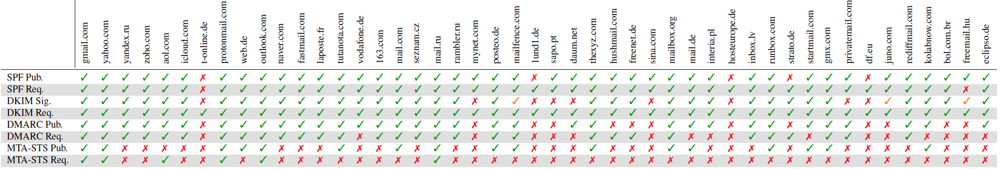 gmail.com
yahoo.com
yandex.ru
zoho.com
aol.com
icloud.com
t-online.de
protonmail.com
web.de
outlook.com
naver.com
fastmail.com
laposte.fr
tutanota.com
vodafone.de
163.com
mail.com
seznam.cz
mail.ru
rambler.ru
mynet.com
posteo.de
mailfence.com
1und1.de
sapo.pt
daum.net
thexyz.com
hushmail.com
freenet.de
sina.com
mailbox.org
mail.de
interia.pl
hosteurope.de
inbox.lv
runbox.com
strato.de
startmail.com
gmx.com
privatemail.com
df.eu
juno.com
rediffmail.com
kolabnow.com
bol.com.br
freemail.hu
eclipso.de
SPF Pub.
SPF Req.
DKIM Sig.
DKIM Req.
DMARC Pub.
DMARC Req.
MTA-STS Pub.
MTA-STS Req.